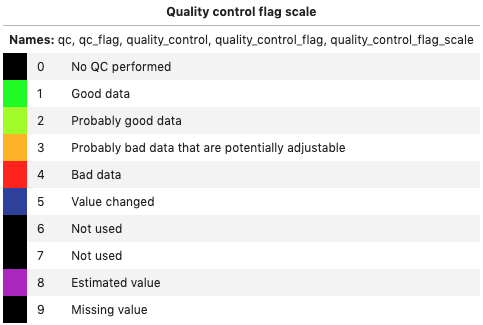 Quality control flag scale
Names: qc, qc_flag, quality_control, quality_control_flag, quality_control_flag_scale
0 No QC performed
1 Good data
2 Probably good data
3 Probably bad data that are potentially adjustable
4 Bad data
5 Value changed
6 Not used
7 Not used
8 Estimated value
9 Missing value